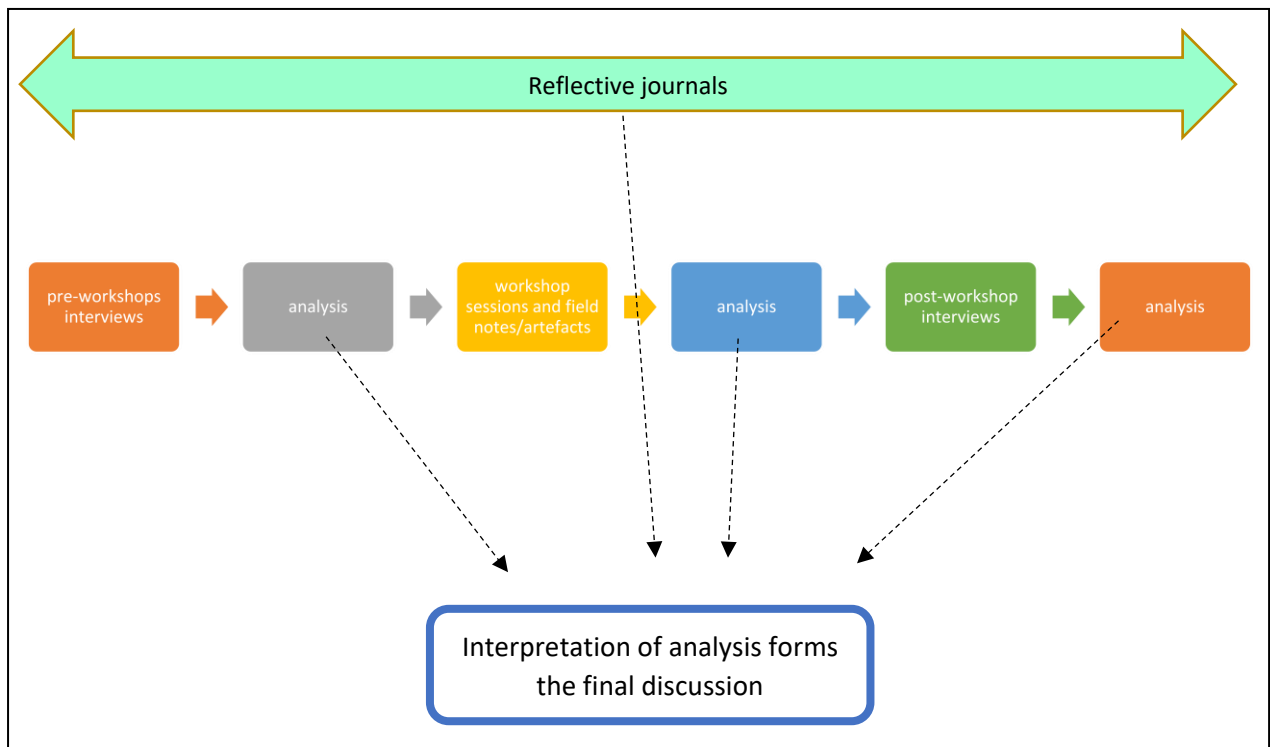 Reflective journals
pre-workshops
interviews
analysis
workshop
sessions and field
notes/artefacts
analysis
post-workshop
interviews
analysis
Interpretation of analysis forms
the final discussion